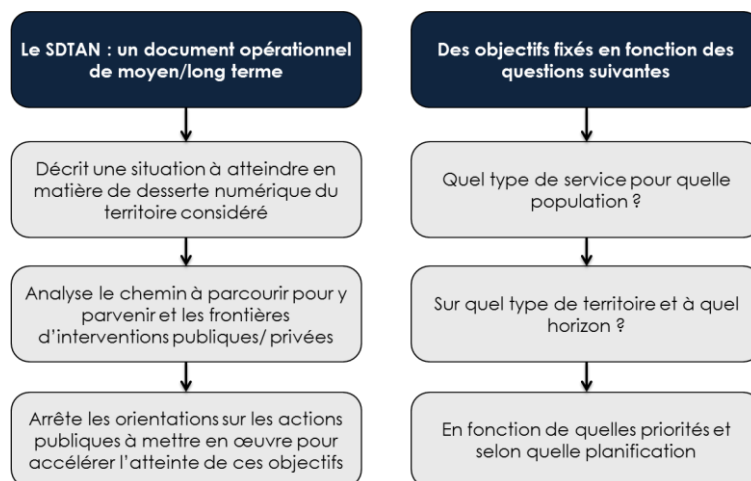 Le SDTAN : un document opérationnel
de moyen/long terme
Décrit une situation à atteindre en
matière de desserte numérique du
territoire considéré
Analyse le chemin à parcourir pour y
parvenir et les frontières
d’interventions publiques/ privées
Arrête les orientations sur les actions
publiques à mettre en œuvre pour
accélérer l’atteinte de ces objectifs
Des objectifs fixés en fonction des
questions suivantes
Quel type de service pour quelle
population ?
Sur quel type de territoire et à quel
horizon ?
En fonction de quelles priorités et
selon quelle planification